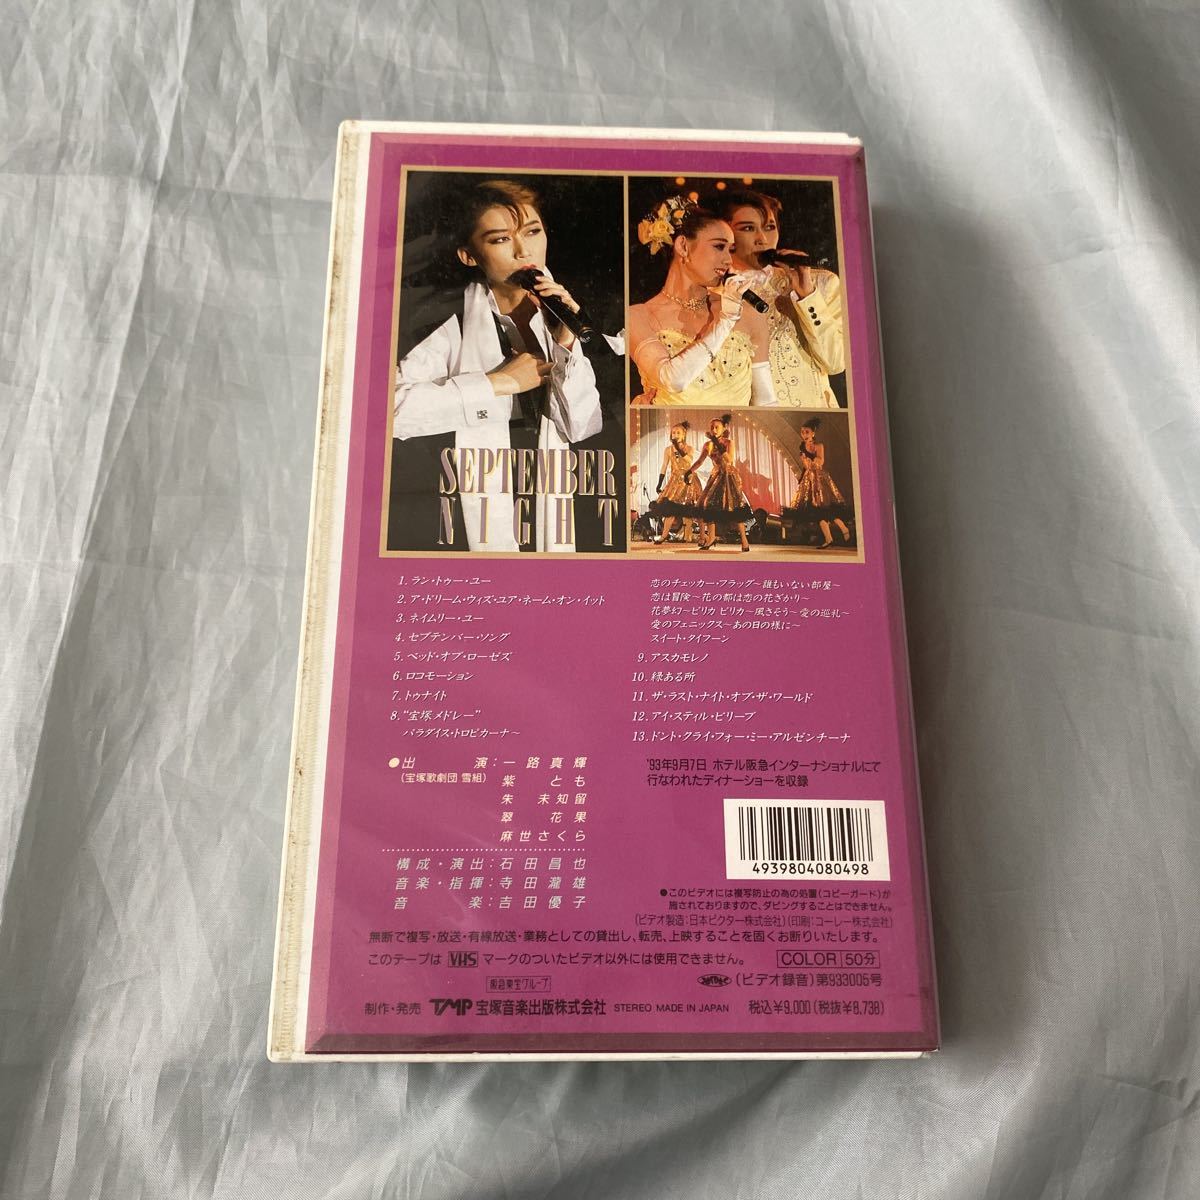 SEPTEMBER
NIGHT
1. ラン・トゥー・ユー
2. ア・ドリーム・ウィズ・ユア・ネーム・オン・イット
3. ネイムリー・ユー
4. セプテンバー・ソング
5. ベッド・オブ・ローゼズ
6. ロコモーション
7. トゥナイト
8. “宝塚メドレー”
パラダイス・トロピカーナ～
恋のチェッカー・フラッグ～誰もいない部屋～
恋は冒険～花の都は恋の花ざかり～
花夢幻～ピリカ ピリカ～風さそう～愛の巡礼～
愛のフェニックス～あの日の様に～
スイート・タイフーン
9. アスカモレノ
10. 緑ある所
11. ザ・ラスト・ナイト・オブ・ザ・ワールド
12. アイ・スティル・ビリーブ
13. ドント・クライ・フォー・ミー・アルゼンチーナ
●出 演：一路真輝
(宝塚歌劇団 雪組)
紫 とも
朱 未知留
翠 花果
麻世さくら
構成・演出：石田昌也
音楽・指揮：寺田瀧雄
音 楽：吉田優子
'93年9月7日 ホテル阪急インターナショナルにて
行なわれたディナーショーを収録
4939804080498
●このビデオには複写防止の為の処置(コピーガード)が
施されておりますので、ダビングすることはできません。
(ビデオ製造:日本ビクター株式会社)(印刷:コーレー株式会社)
無断で複写・放送・有線放送・業務としての貸出し、転売、上映することを固くお断りいたします。
このテープは VHS マークのついたビデオ以外には使用できません。 COLOR 50分
阪急東宝グループ
(ビデオ録音)第933005号
制作・発売 TMP 宝塚音楽出版株式会社 STEREO MADE IN JAPAN 税込¥9,000(税抜¥8,738)